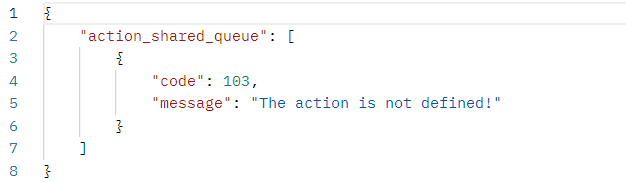 1 {
2 "action_shared_queue": [
3 {
4 "code": 103,
5 "message": "The action is not defined!"
6 }
7 ]
8 }